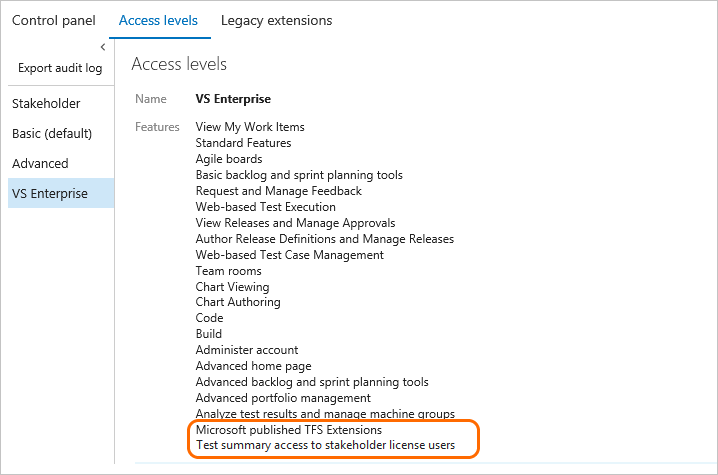 Control panel Access levels Legacy extensions
Export audit log
Stakeholder
Basic (default)
Advanced
VS Enterprise
Access levels
Name VS Enterprise
Features View My Work Items
Standard Features
Agile boards
Basic backlog and sprint planning tools
Request and Manage Feedback
Web-based Test Execution
View Releases and Manage Approvals
Author Release Definitions and Manage Releases
Web-based Test Case Management
Team rooms
Chart Viewing
Chart Authoring
Code
Build
Administer account
Advanced home page
Advanced backlog and sprint planning tools
Advanced portfolio management
Analyze test results and manage machine groups
Microsoft published TFS Extensions
Test summary access to stakeholder license users